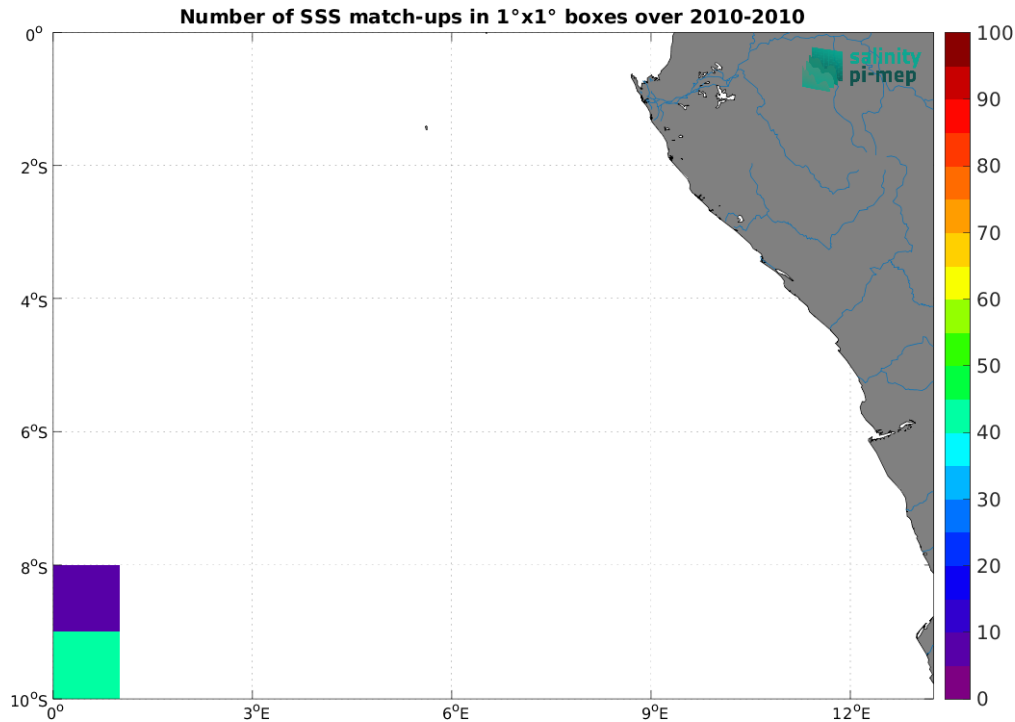 Number of SSS match-ups in 1°x1° boxes over 2010-2010
salinity
pi-mep
0°
2°S
4°S
6°S
8°S
10°S
0°
3°E
6°E
9°E
12°E
100
90
80
70
60
50
40
30
20
10
0